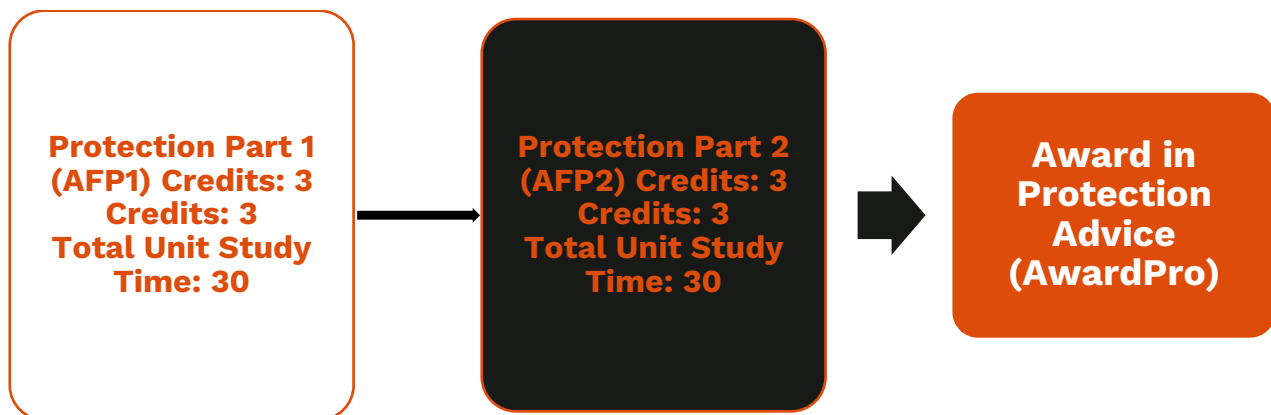 Protection Part 1
(AFP1) Credits: 3
Credits: 3
Total Unit Study
Time: 30
Protection Part 2
(AFP2) Credits: 3
Credits: 3
Total Unit Study
Time: 30
Award in
Protection
Advice
(AwardPro)